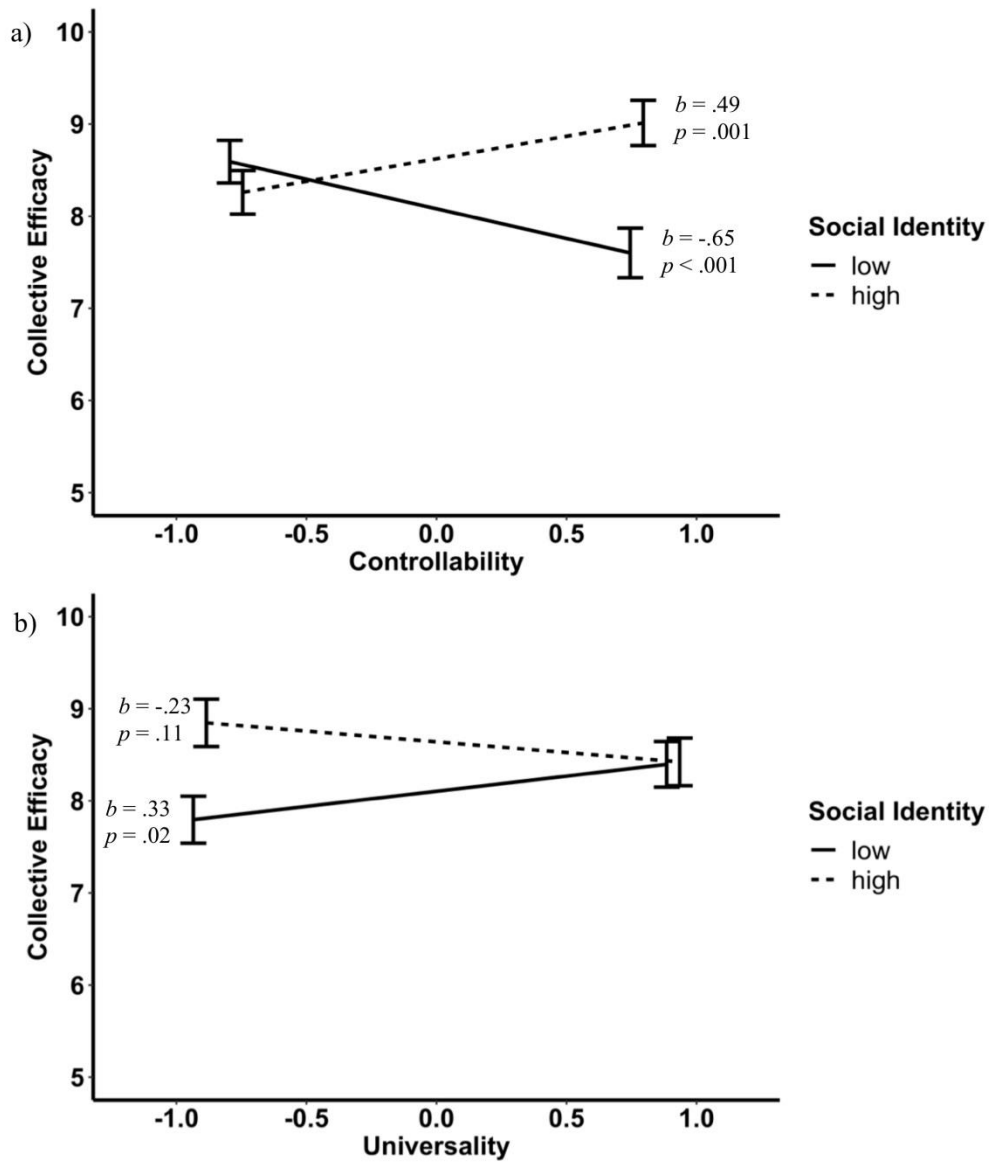 a)
10
9
8
7
6
5
Collective Efficacy
b = .49
p = .001
b = -.65
p < .001
Social Identity
low
high
-1.0 -0.5 0.0 0.5 1.0
Controllability
b)
10
9
8
7
6
5
Collective Efficacy
b = -.23
p = .11
b = .33
p = .02
Social Identity
low
high
-1.0 -0.5 0.0 0.5 1.0
Universality